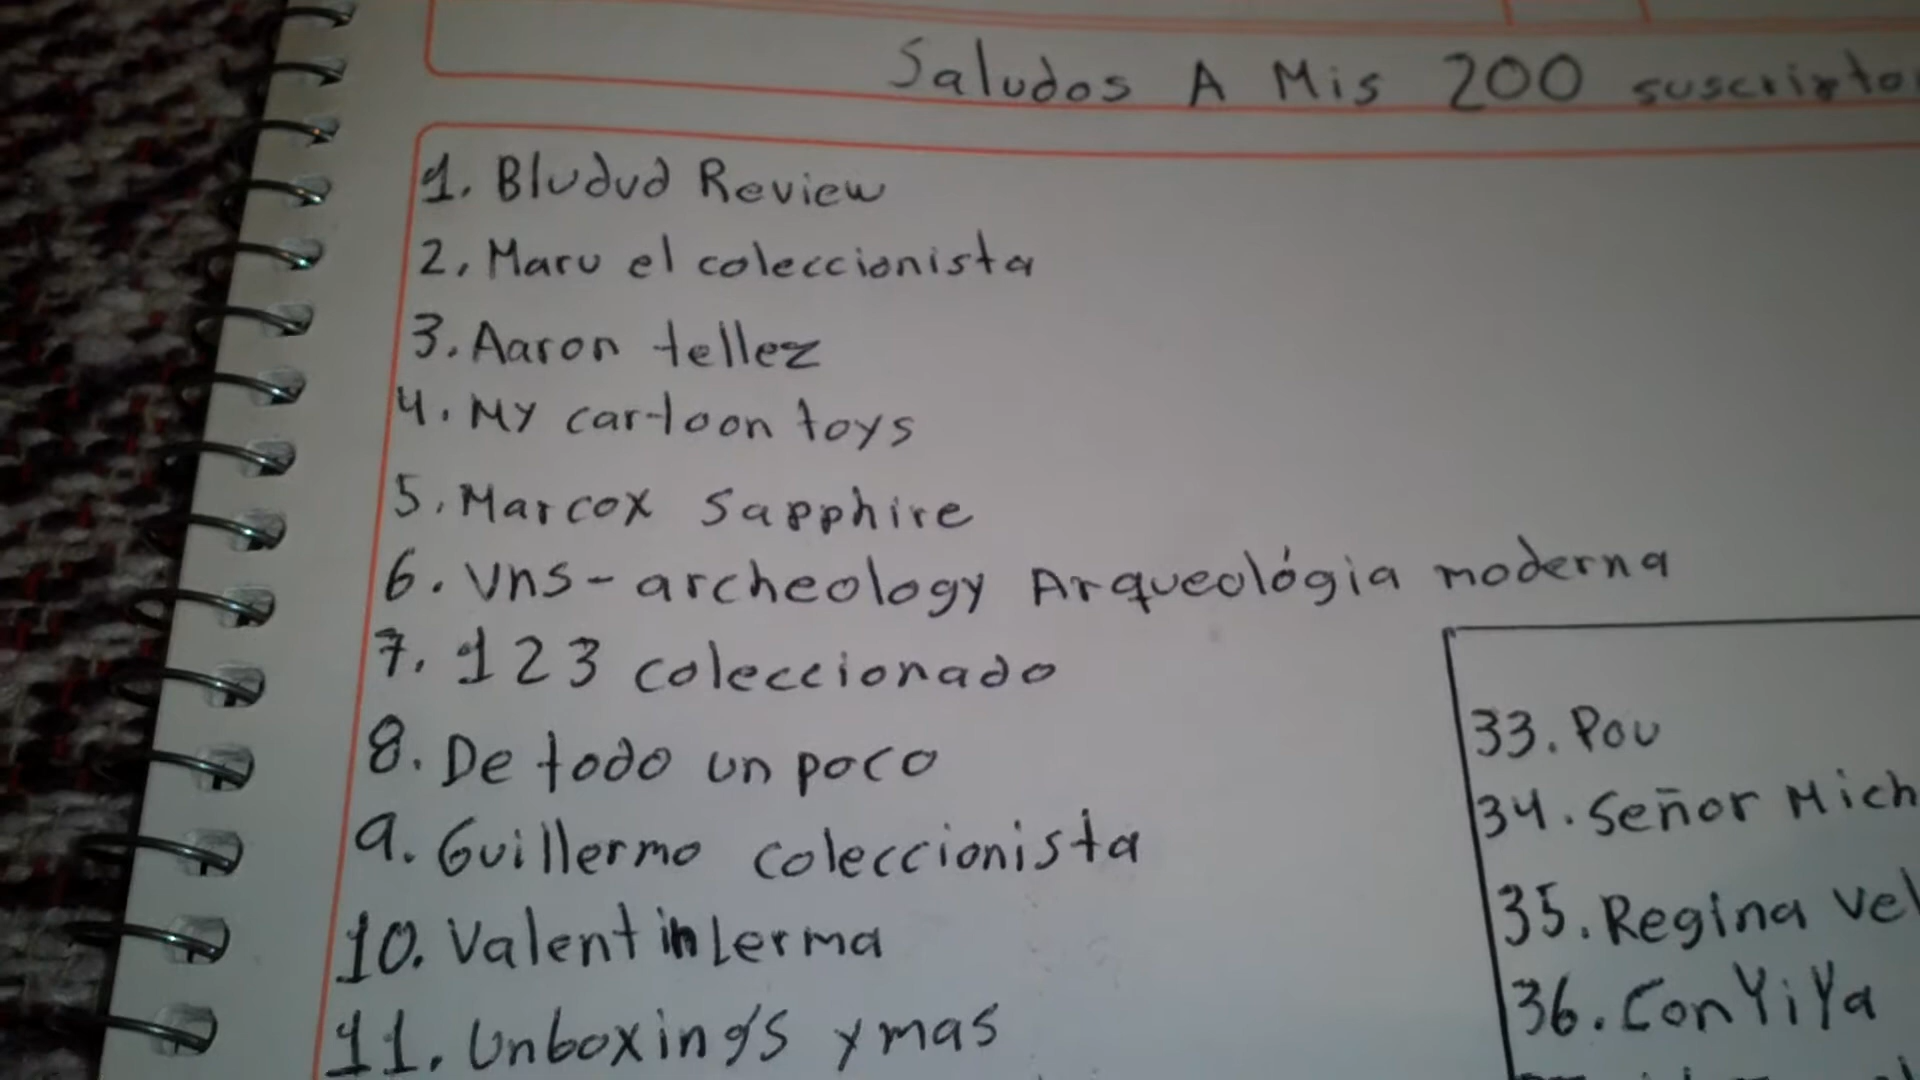 Saludos A Mis 200
1. Bludud Review
2. Maru el coleccionista
3. Aaron tellez
4. My cartoon toys
5. Marcox Sapphire
6. Vns-archeology Arqueológia moderna
7. 123 coleccionado
8. De todo un poco
9. Guillermo coleccionista
10. Valentin Lerma
11. Unboxings y mas
33. Pou
34. Señor
35. Regina
36. ConYiYa